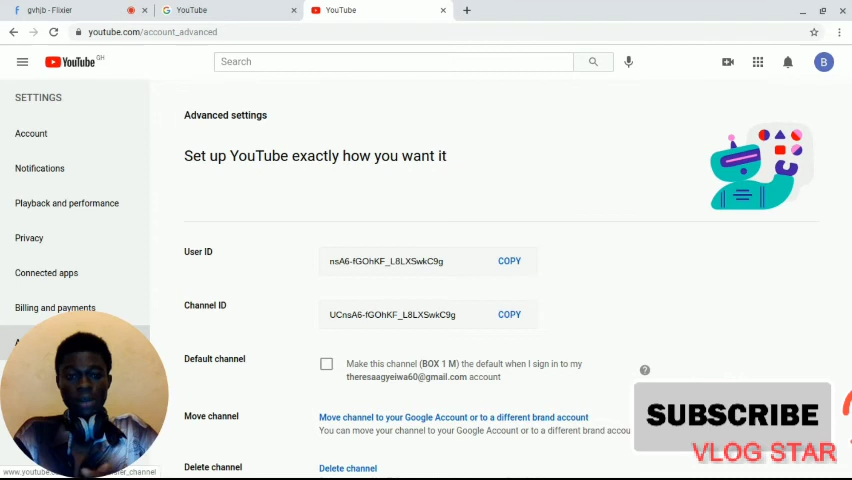 gvhjb - Flixier
YouTube
YouTube
youtube.com/account_advanced
YouTube GH
Search
B
SETTINGS
Account
Notifications
Playback and performance
Privacy
Connected apps
Billing and payments
Advanced settings
Set up YouTube exactly how you want it
User ID
nsA6-fGOhKF_L8LXSwkC9g COPY
Channel ID
UCnsA6-fGOhKF_L8LXSwkC9g COPY
Default channel
Make this channel (BOX 1 M) the default when I sign in to my
theresaagyeiwa60@gmail.com account
?
Move channel
Move channel to your Google Account or to a different brand account
You can move your channel to your Google Account or to a different brand accou
Delete channel
Delete channel
SUBSCRIBE
VLOG STAR
www.youtube.c
er_channel